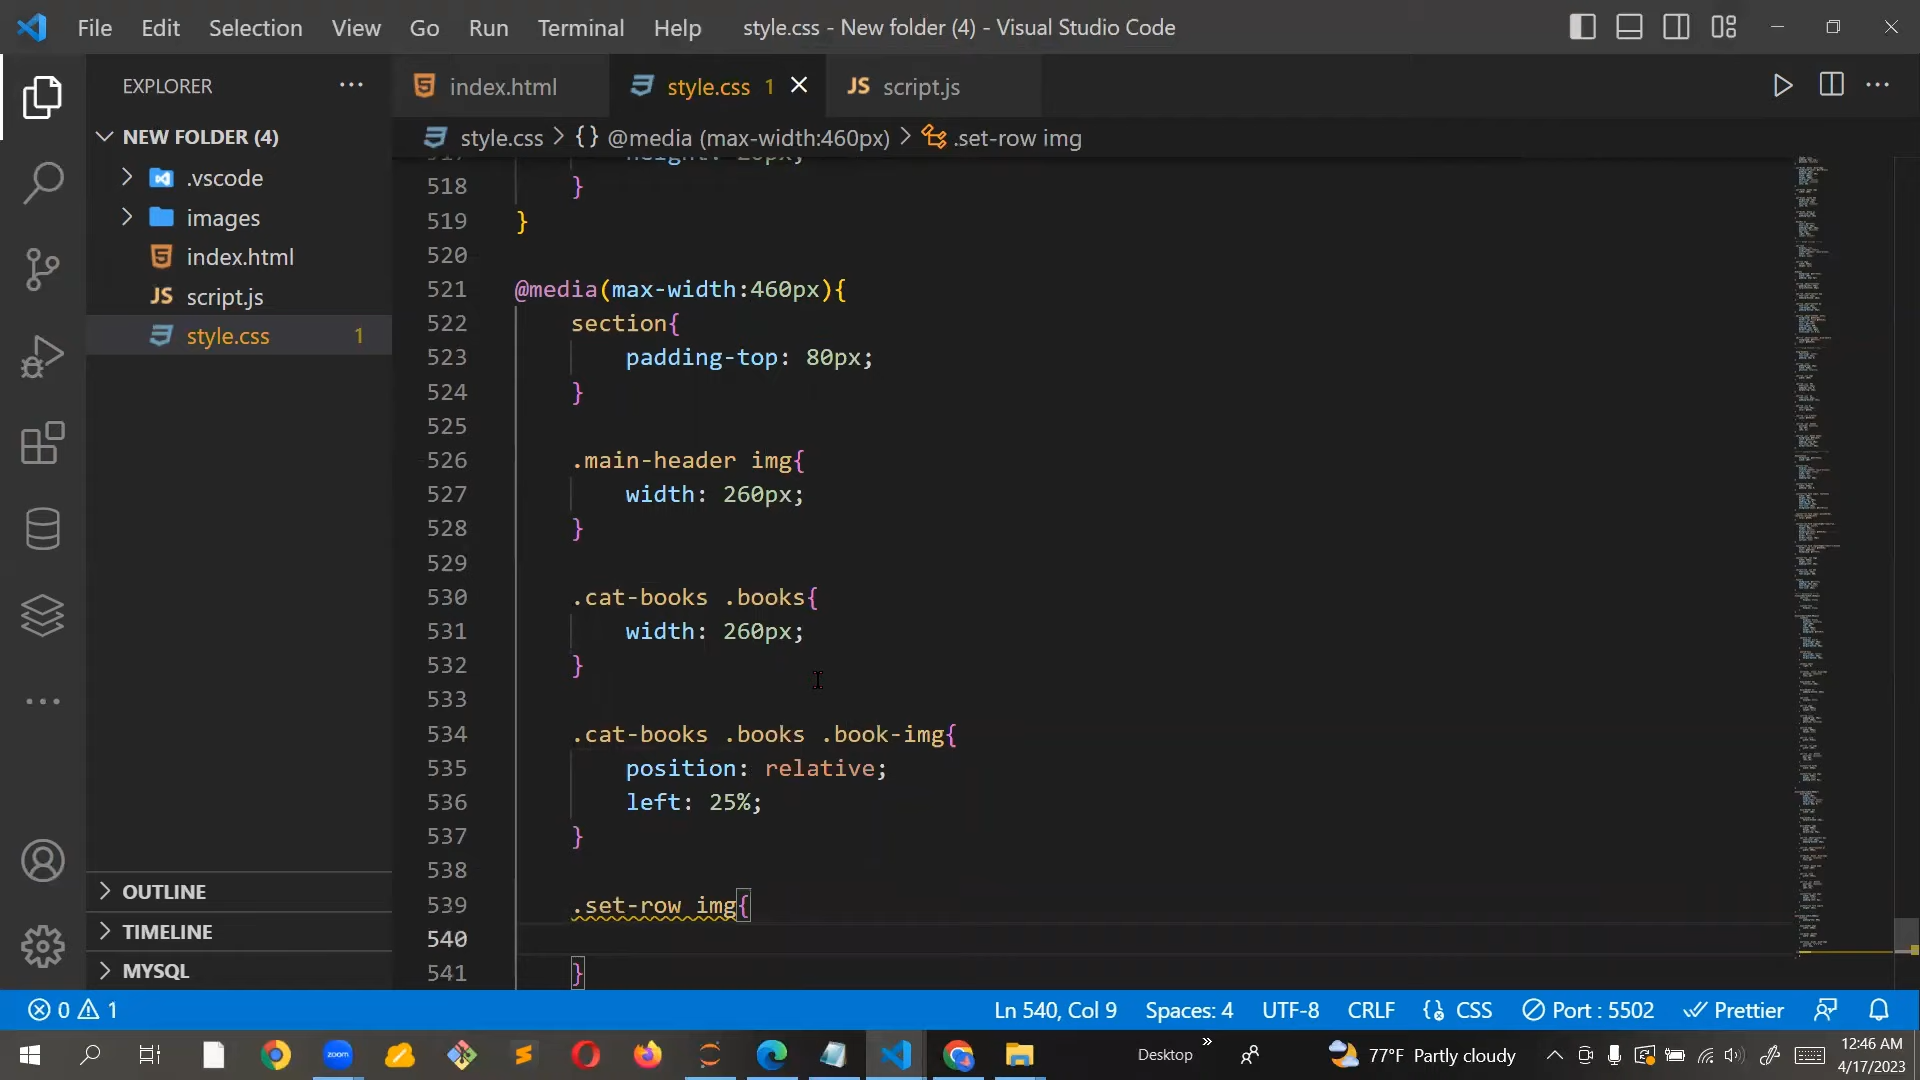 File Edit Selection View Go Run Terminal Help style.css - New folder (4) - Visual Studio Code
EXPLORER
index.html
style.css 1
JS script.js
NEW FOLDER (4)
.vscode
images
index.html
JS script.js
style.css 1
OUTLINE
TIMELINE
MYSQL
style.css > {} @media (max-width:460px) > .set-row img
518 }
519 }
520
521 @media(max-width:460px){
522 section{
523 padding-top: 80px;
524 }
525
526 .main-header img{
527 width: 260px;
528 }
529
530 .cat-books .books{
531 width: 260px;
532 }
533
534 .cat-books .books .book-img{
535 position: relative;
536 left: 25%;
537 }
538
539 .set-row img{
540
541 }
0 1 Ln 540, Col 9 Spaces: 4 UTF-8 CRLF {} CSS Port : 5502 Prettier
zoom Desktop 77°F Partly cloudy 12:46 AM
4/17/2023